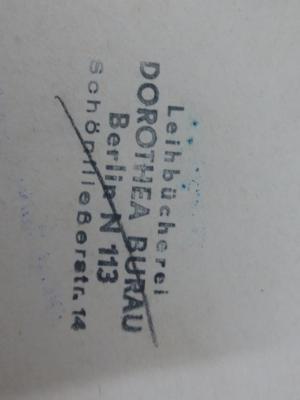 Leihbücherei
DOROTHEA BURAU
Berlin N 113
Schönfließerstr. 14